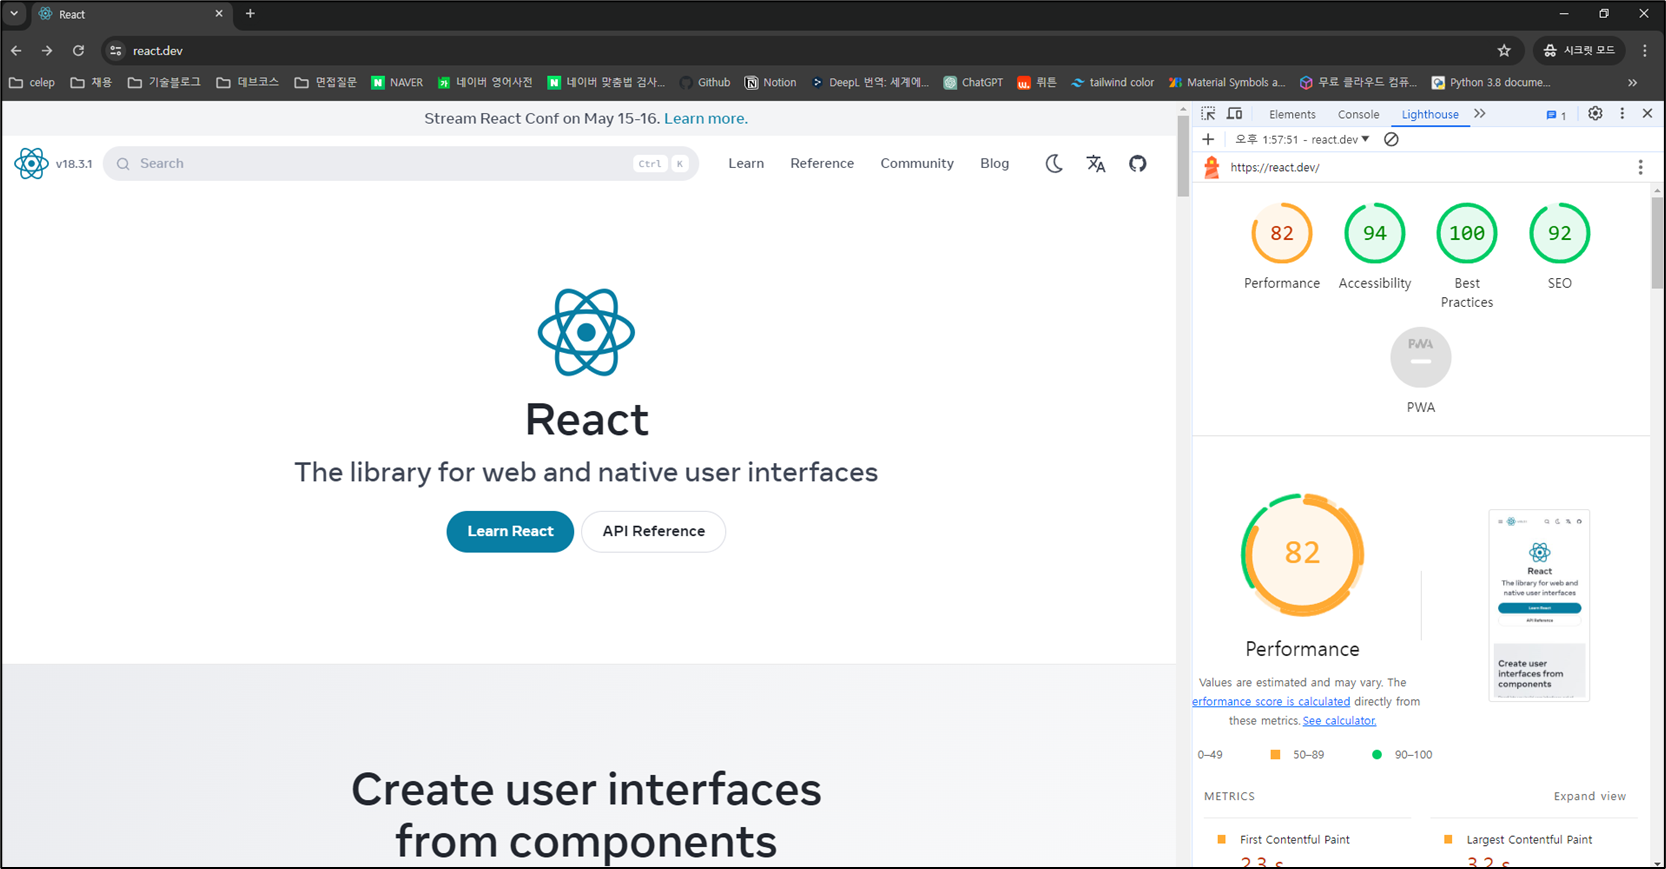 React
react.dev
시크릿 모드
celep 채용 기술블로그 데브코스 면접질문 NAVER 네이버 영어사전 네이버 맞춤법 검사... Github Notion DeepL 번역: 세계에... ChatGPT 뤼튼 tailwind color Material Symbols a... 무료 클라우드 컴퓨... Python 3.8 docume...
Stream React Conf on May 15-16. Learn more.
v18.3.1 Search Ctrl K Learn Reference Community Blog
React
The library for web and native user interfaces
Learn React API Reference
Create user interfaces
from components
Elements Console Lighthouse 1
오후 1:57:51 - react.dev
https://react.dev/
82 94 100 92
Performance Accessibility Best Practices SEO
PWA
PWA
82
Performance
Values are estimated and may vary. The
erformance score is calculated directly from
these metrics. See calculator.
React
The library for web and
native user interfaces
Learn React
API Reference
Create user
interfaces from
components
0–49 50–89 90–100
METRICS Expand view
First Contentful Paint Largest Contentful Paint
2.3 s 3.2 s